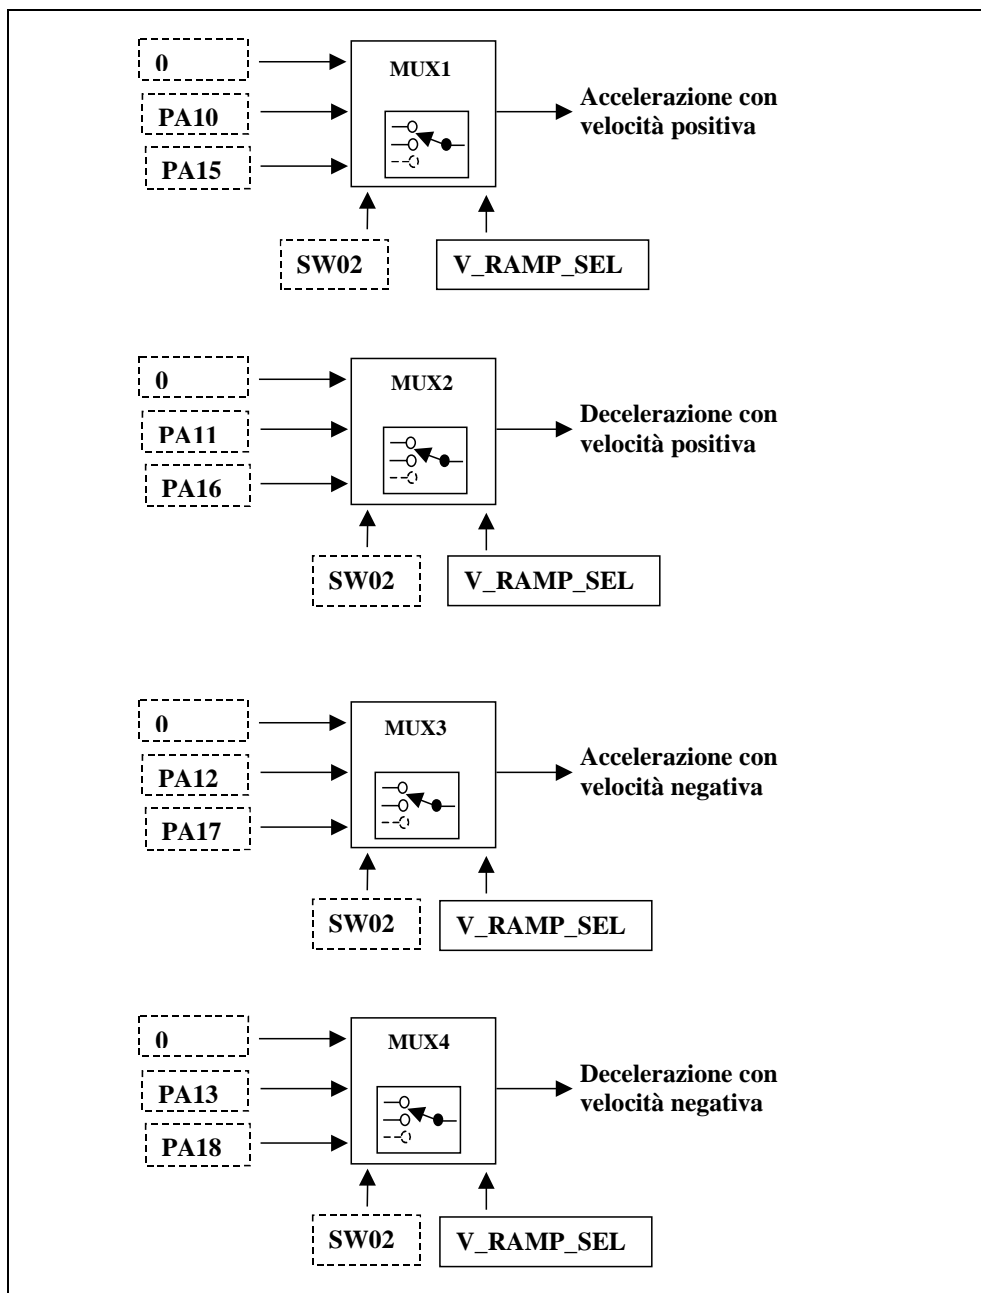 0
MUX1
PA10
Accelerazione con
velocità positiva
PA15
SW02
V_RAMP_SEL
0
MUX2
PA11
Decelerazione con
velocità positiva
PA16
SW02
V_RAMP_SEL
0
MUX3
PA12
Accelerazione con
velocità negativa
PA17
SW02
V_RAMP_SEL
0
MUX4
PA13
Decelerazione con
velocità negativa
PA18
SW02
V_RAMP_SEL